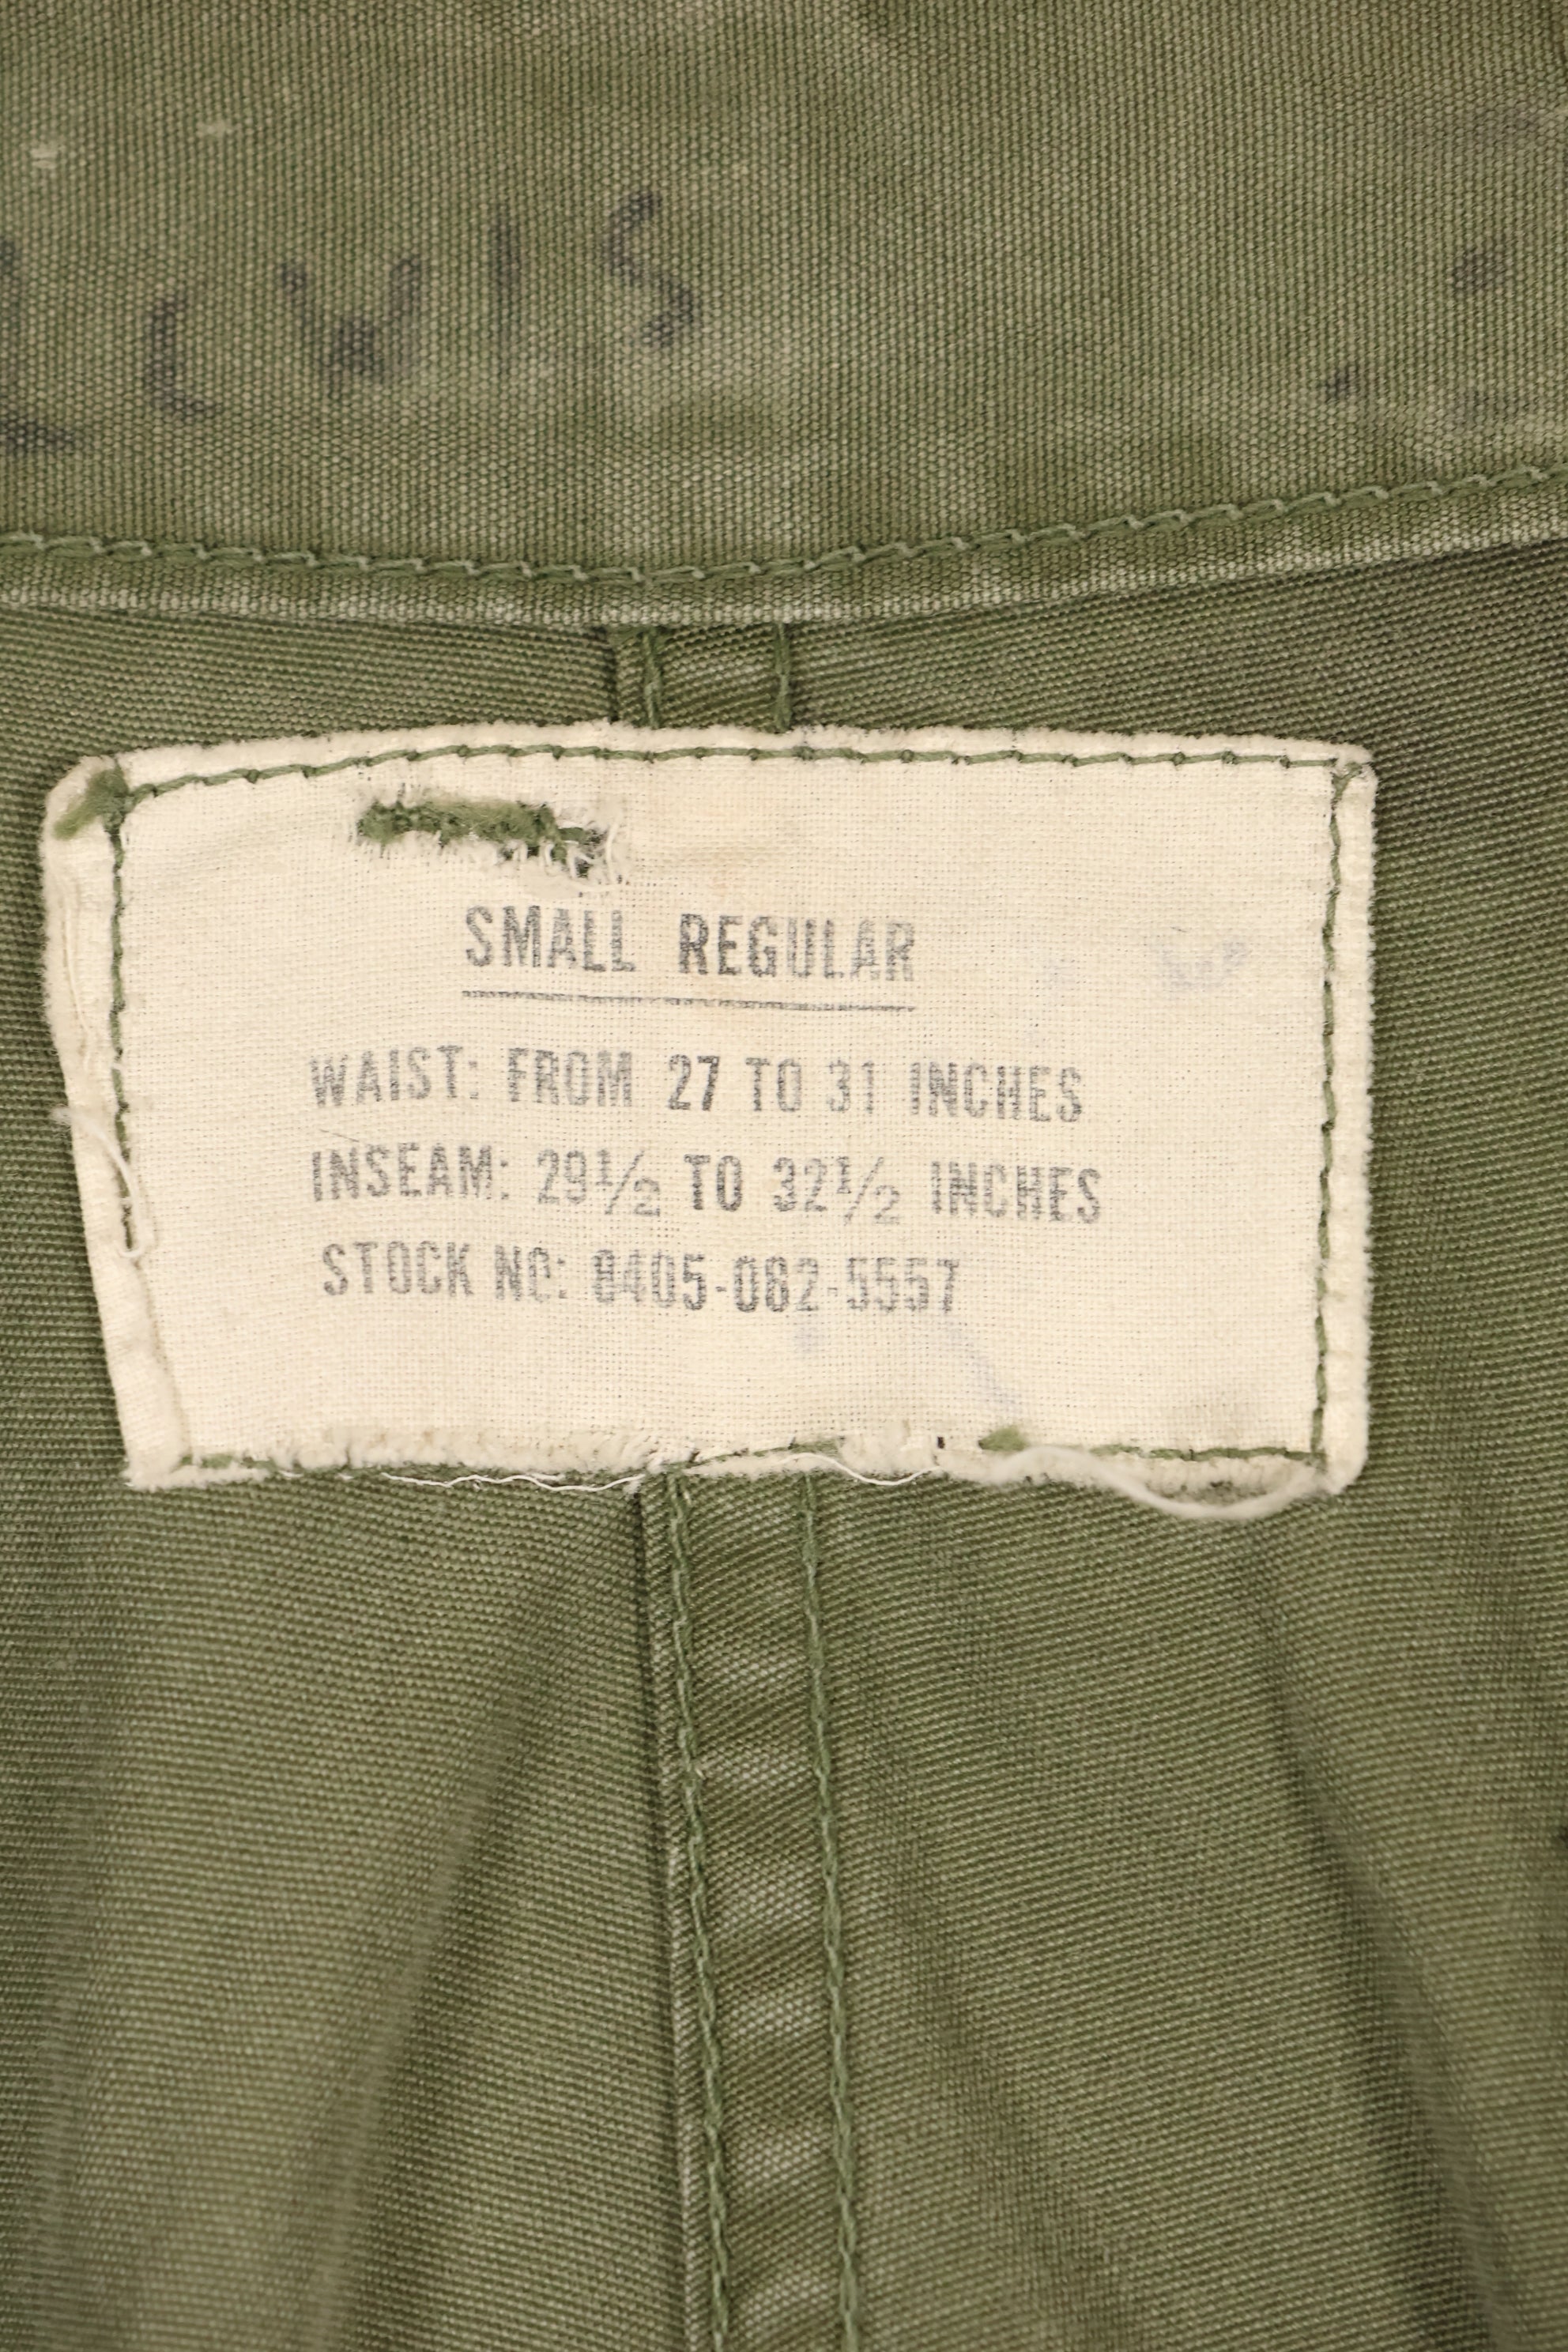 Lewis
SMALL REGULAR
WAIST: FROM 27 TO 31 INCHES
INSEAM: 29½ TO 32½ INCHES
STOCK NO: 8405-082-5557